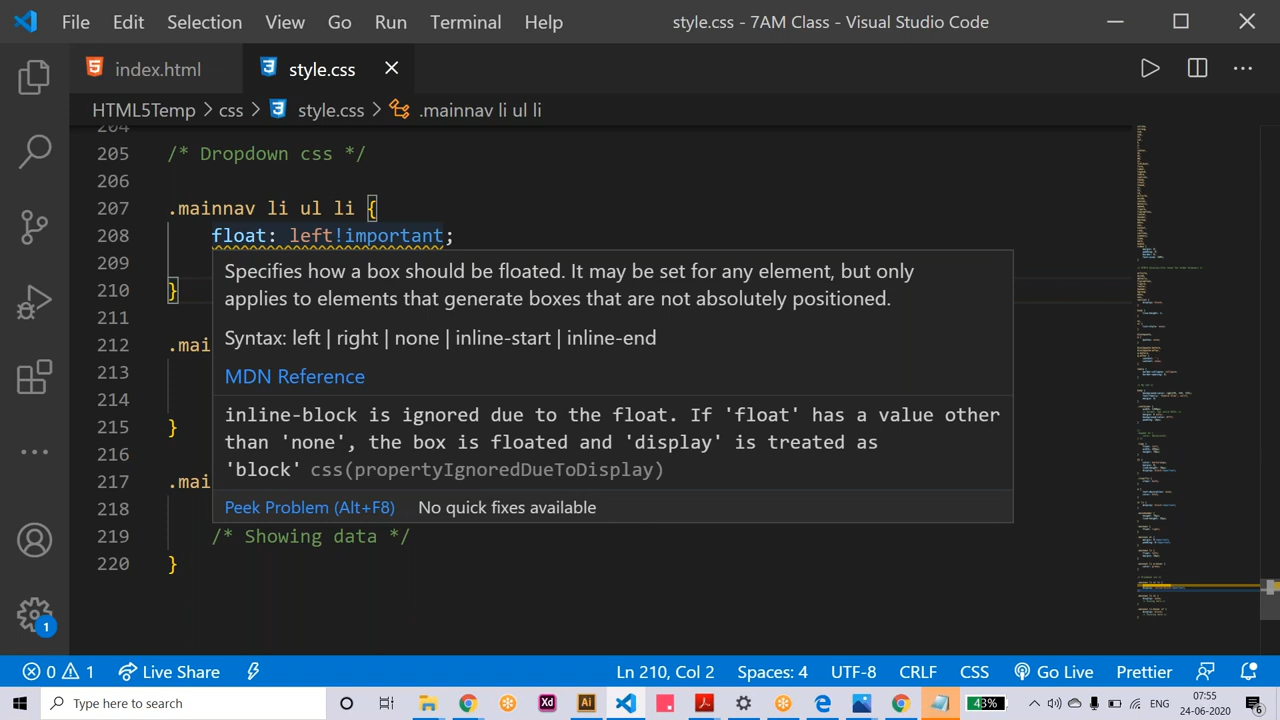 File Edit Selection View Go Run Terminal Help style.css - 7AM Class - Visual Studio Code
index.html style.css
HTML5Temp > css > style.css > .mainnav li ul li
204
205 /* Dropdown css */
206
207 .mainnav li ul li {
208 float: left!important;
209
210 }
211
212 .mai
213
214
215 }
216
217 .mai
218
219 /* Showing data */
220 }
Specifies how a box should be floated. It may be set for any element, but only
applies to elements that generate boxes that are not absolutely positioned.
Syntax: left | right | none | inline-start | inline-end
MDN Reference
inline-block is ignored due to the float. If 'float' has a value other
than 'none', the box is floated and 'display' is treated as
'block' css(propertyIgnoredDueToDisplay)
Peek Problem (Alt+F8) No quick fixes available
1
0 1 Live Share Ln 210, Col 2 Spaces: 4 UTF-8 CRLF CSS Go Live Prettier
Type here to search Xd Ai 43% ENG 07:55
24-06-2020 6